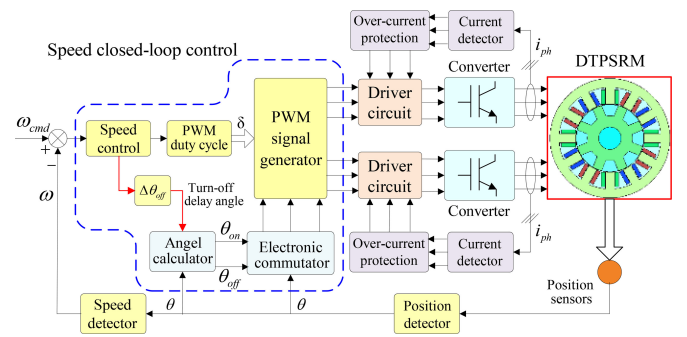 Speed closed-loop control
Over-current
protection
Current
detector
i_ph
Converter
DTPSRM
ω_cmd
+
−
ω
Speed
control
PWM
duty cycle
δ
PWM
signal
generator
Driver
circuit
Driver
circuit
Converter
Δθ_off
Turn-off
delay angle
Angel
calculator
θ_on
θ_off
Electronic
commutator
Over-current
protection
Current
detector
i_ph
Position
sensors
Speed
detector
θ
θ
Position
detector